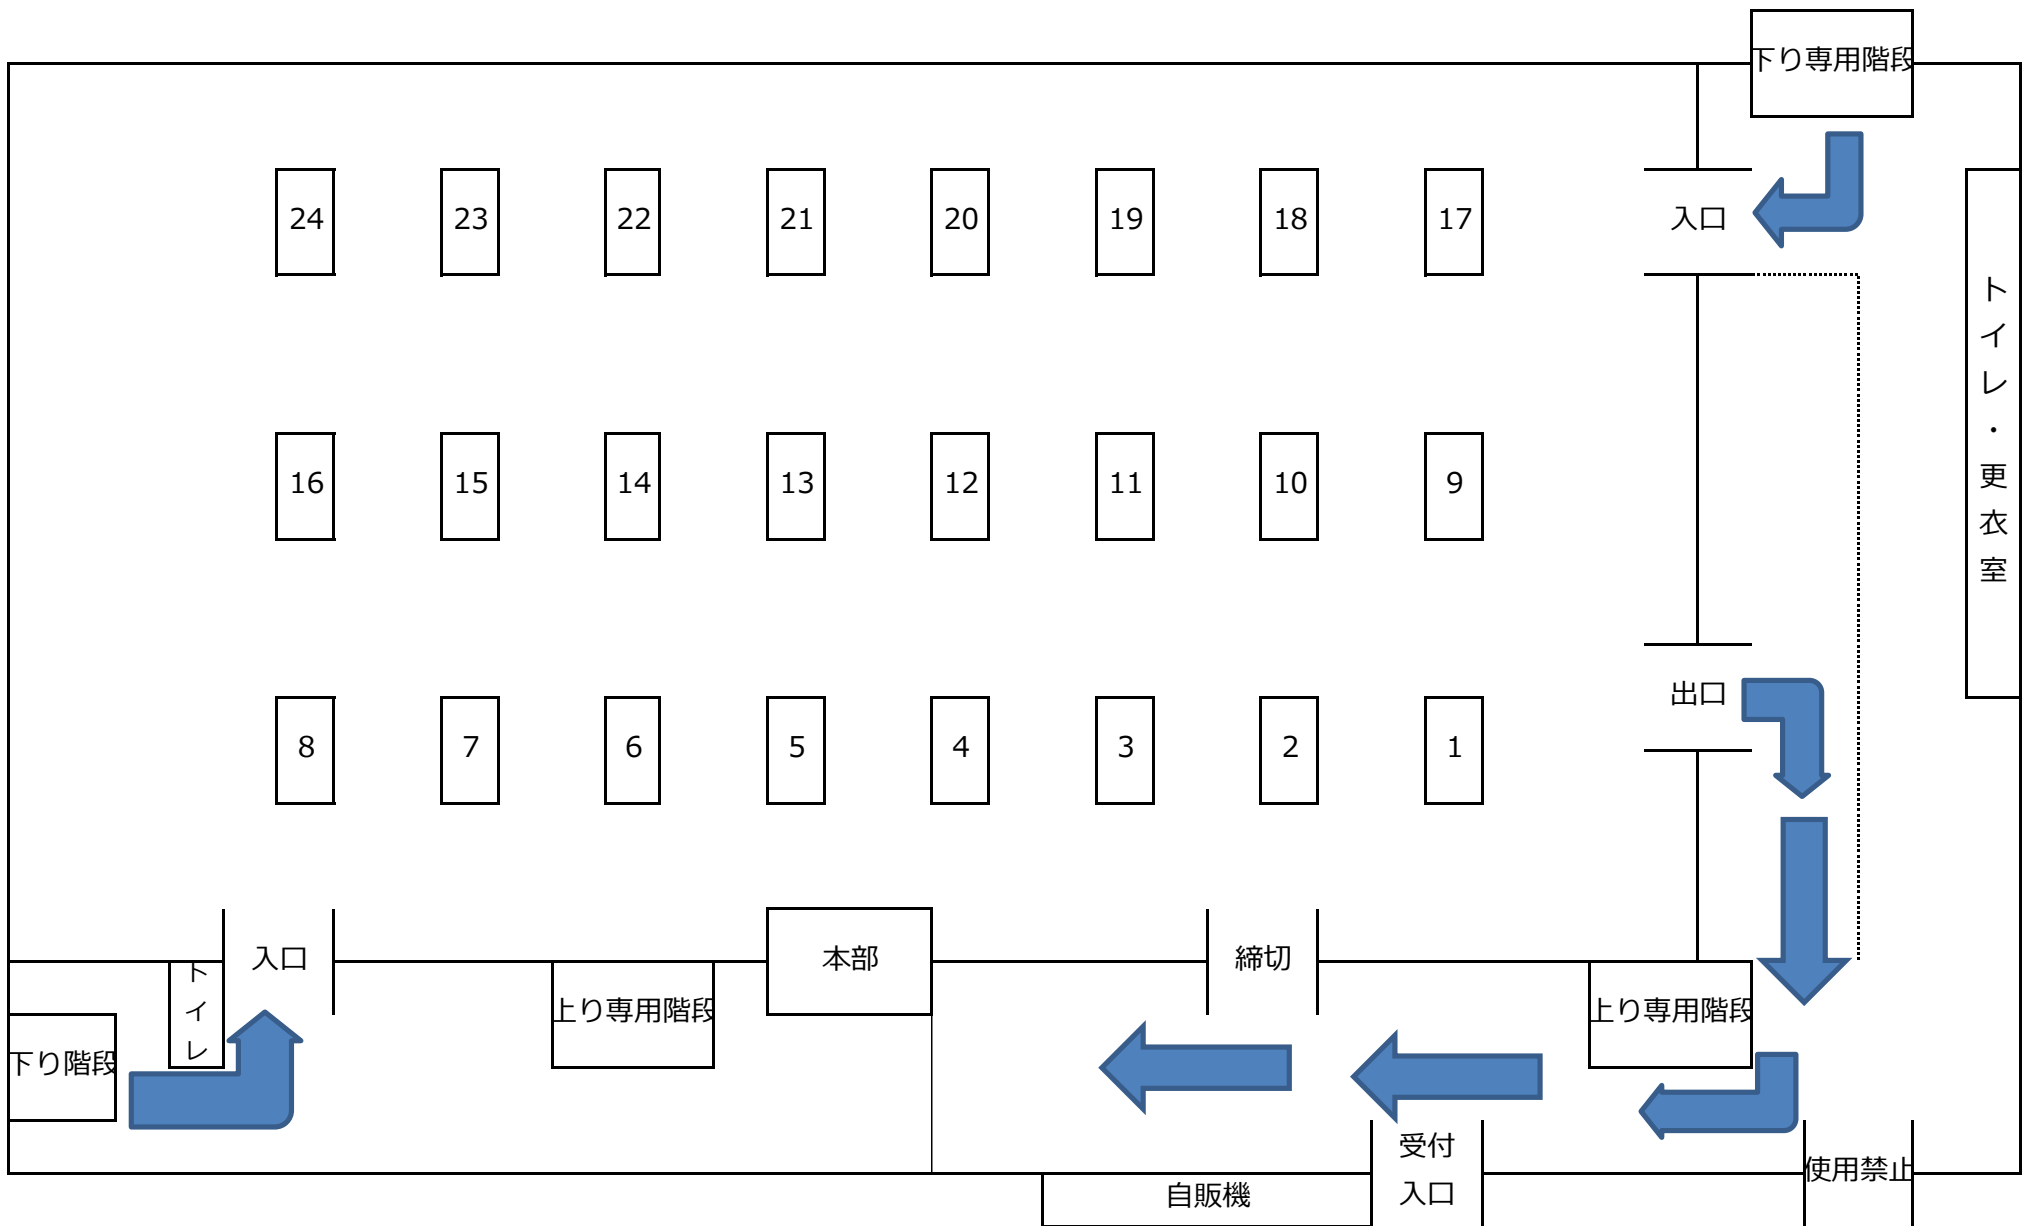 下り専用階段
24 23 22 21 20 19 18 17 入口
トイレ・更衣室
16 15 14 13 12 11 10 9
出口
8 7 6 5 4 3 2 1
入口 本部 締切
トイレ
上り専用階段 上り専用階段
下り階段
受付
入口
使用禁止
自販機